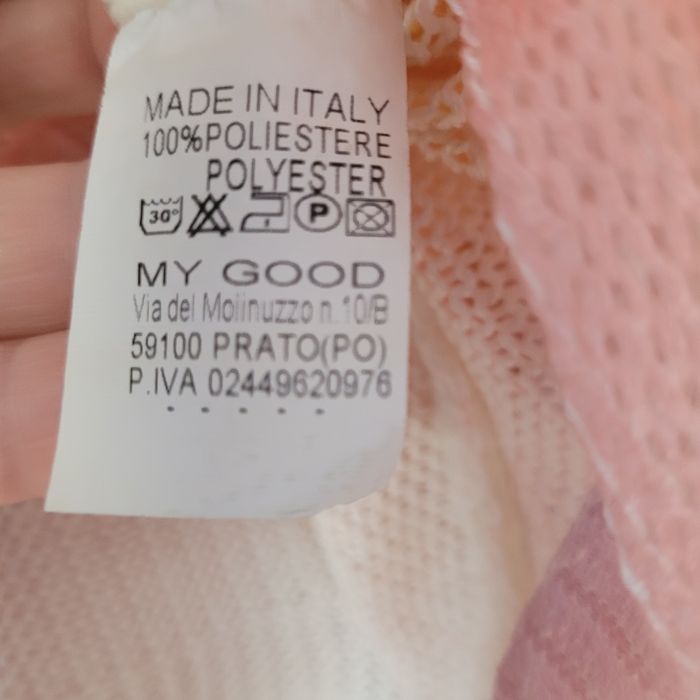 MADE IN ITALY
100%POLIESTERE
POLYESTER
30° P
MY GOOD
Via del Molinuzzo n.10/B
59100 PRATO(PO)
P.IVA 02449620976